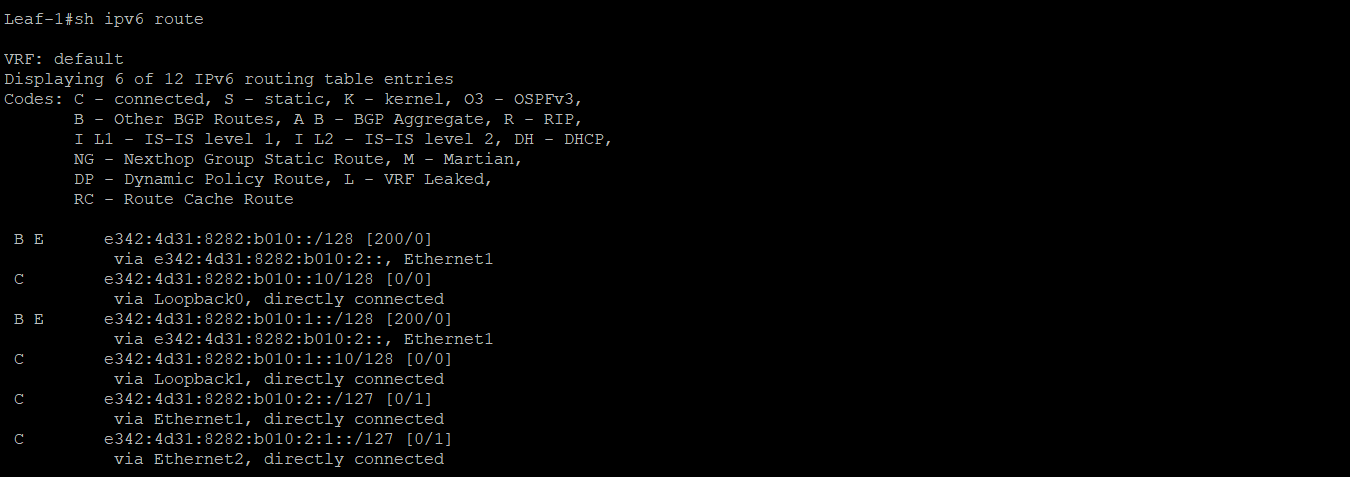 Leaf-1#sh ipv6 route

VRF: default
Displaying 6 of 12 IPv6 routing table entries
Codes: C - connected, S - static, K - kernel, O3 - OSPFv3,
       B - Other BGP Routes, A B - BGP Aggregate, R - RIP,
       I L1 - IS-IS level 1, I L2 - IS-IS level 2, DH - DHCP,
       NG - Nexthop Group Static Route, M - Martian,
       DP - Dynamic Policy Route, L - VRF Leaked,
       RC - Route Cache Route

 B E      e342:4d31:8282:b010::/128 [200/0]
           via e342:4d31:8282:b010:2::, Ethernet1
 C        e342:4d31:8282:b010::10/128 [0/0]
           via Loopback0, directly connected
 B E      e342:4d31:8282:b010:1::/128 [200/0]
           via e342:4d31:8282:b010:2::, Ethernet1
 C        e342:4d31:8282:b010:1::10/128 [0/0]
           via Loopback1, directly connected
 C        e342:4d31:8282:b010:2::/127 [0/1]
           via Ethernet1, directly connected
 C        e342:4d31:8282:b010:2:1::/127 [0/1]
           via Ethernet2, directly connected